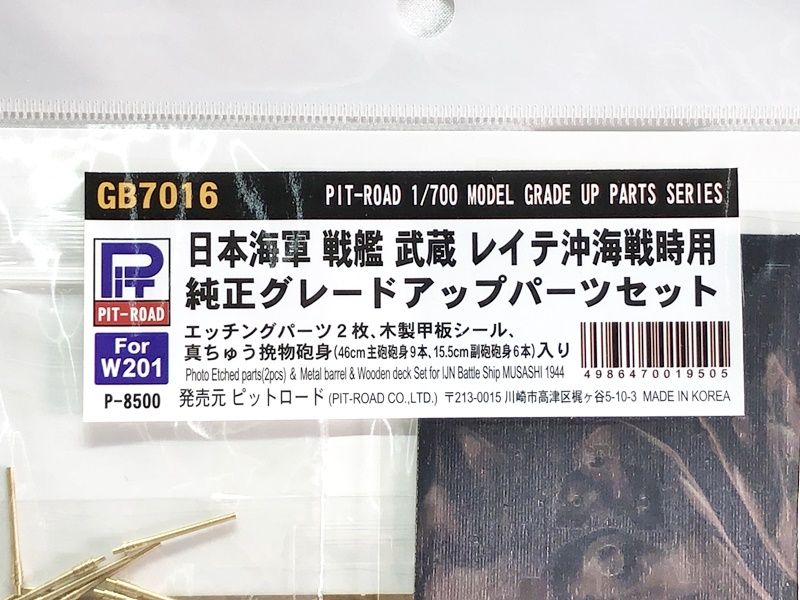 GB7016 PIT-ROAD 1/700 MODEL GRADE UP PARTS SERIES
日本海軍 戦艦 武蔵 レイテ沖海戦時用
純正グレードアップパーツセット
PIT-ROAD
For
W201
P-8500
エッチングパーツ2枚、木製甲板シール、
真ちゅう挽物砲身(46cm主砲砲身9本、15.5cm副砲砲身6本)入り
Photo Etched parts(2pcs) & Metal barrel & Wooden deck Set for IJN Battle Ship MUSASHI 1944
4986470019505
発売元 ピットロード (PIT-ROAD CO.,LTD.) 〒213-0015 川崎市高津区梶ヶ谷5-10-3 MADE IN KOREA